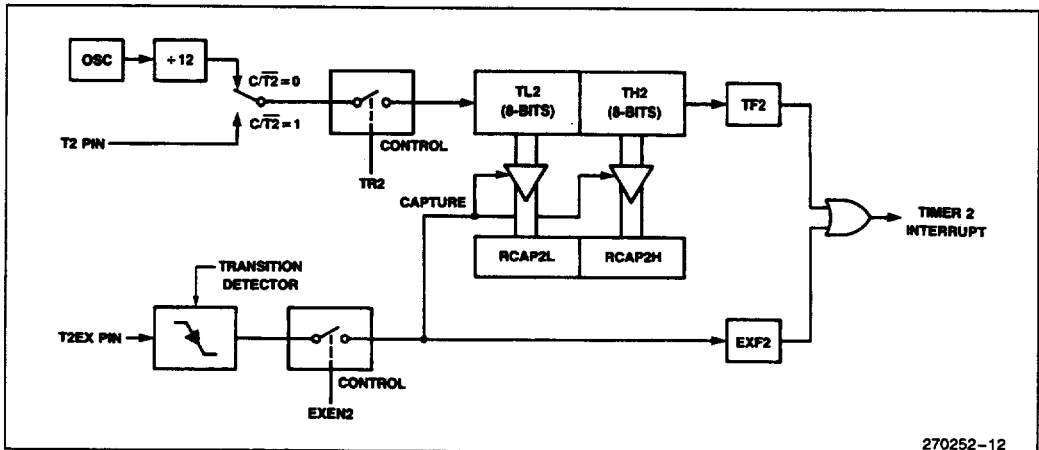 OSC
÷12
C/T2̅=0
C/T2̅=1
T2 PIN
CONTROL
TR2
TL2
(8-BITS)
TH2
(8-BITS)
TF2
CAPTURE
RCAP2L
RCAP2H
TIMER 2
INTERRUPT
TRANSITION
DETECTOR
T2EX PIN
CONTROL
EXEN2
EXF2
270252-12